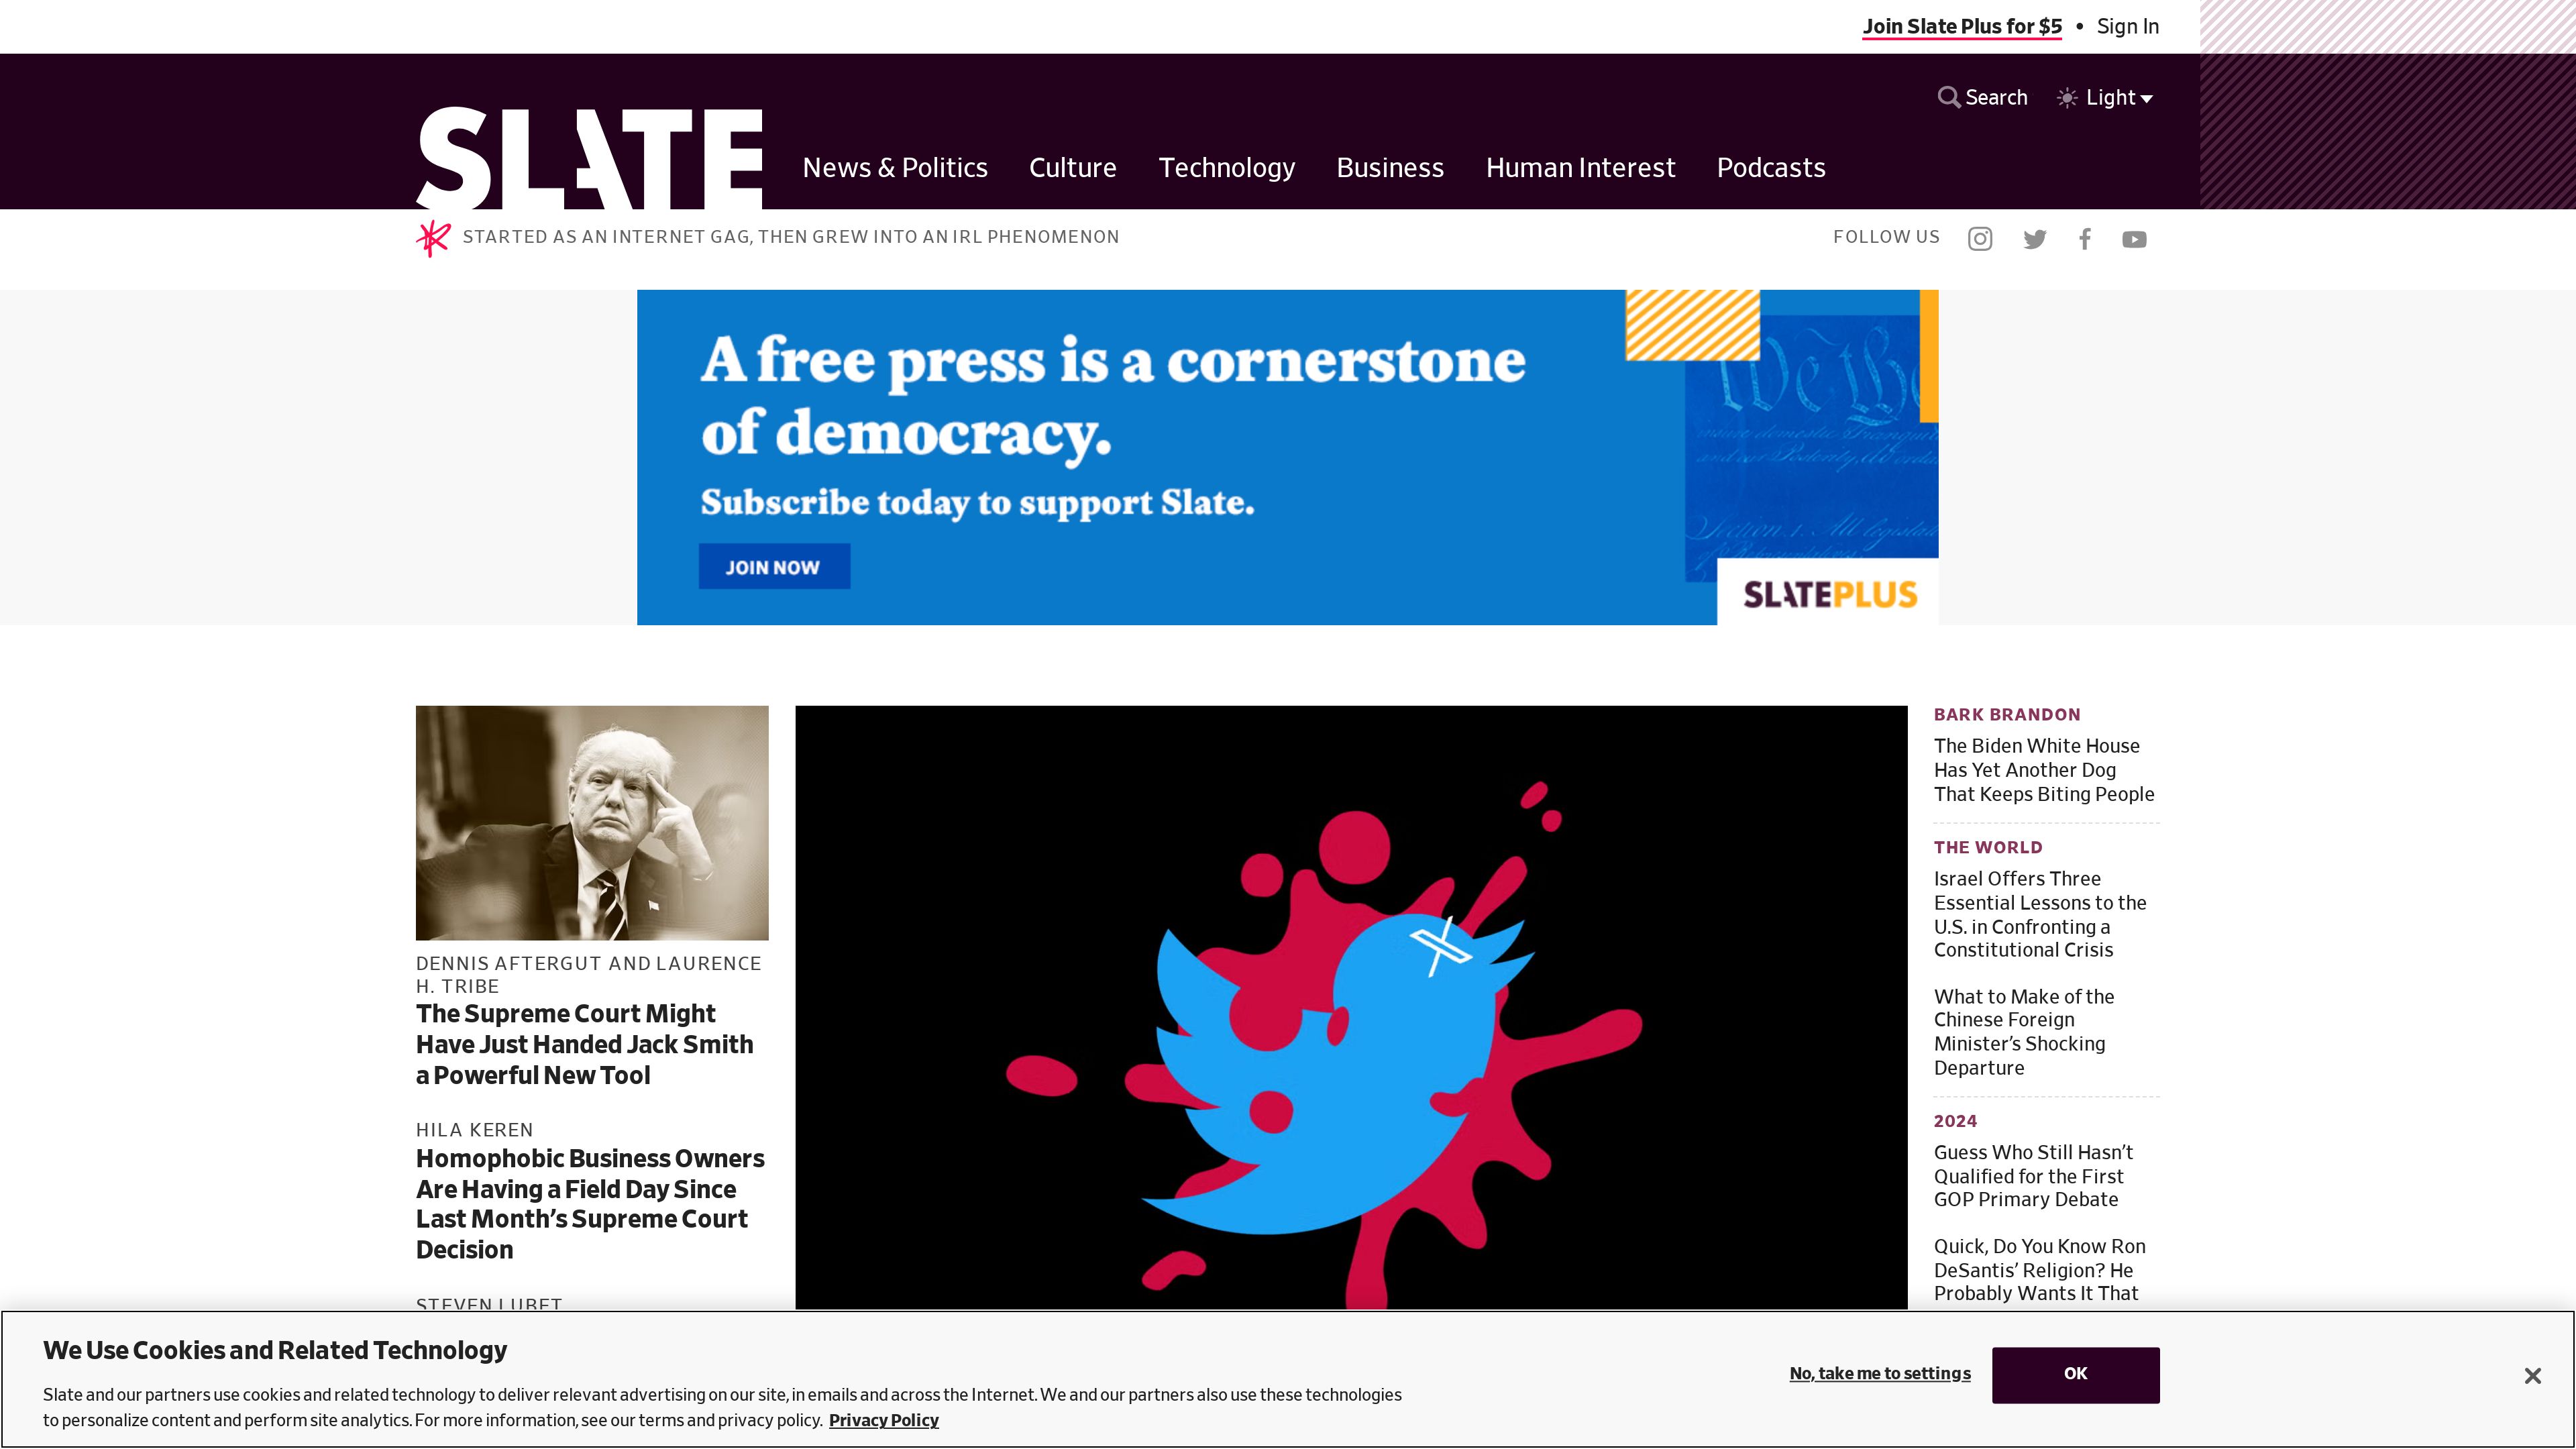 Join Slate Plus for $5 • Sign In
Search
Light
SLATE
News & Politics
Culture
Technology
Business
Human Interest
Podcasts
STARTED AS AN INTERNET GAG, THEN GREW INTO AN IRL PHENOMENON
FOLLOW US
A free press is a cornerstone
of democracy.
Subscribe today to support Slate.
JOIN NOW
We the
SLATEPLUS
DENNIS AFTERGUT AND LAURENCE
H. TRIBE
The Supreme Court Might
Have Just Handed Jack Smith
a Powerful New Tool
HILA KEREN
Homophobic Business Owners
Are Having a Field Day Since
Last Month’s Supreme Court
Decision
STEVEN LUBET
BARK BRANDON
The Biden White House
Has Yet Another Dog
That Keeps Biting People
THE WORLD
Israel Offers Three
Essential Lessons to the
U.S. in Confronting a
Constitutional Crisis
What to Make of the
Chinese Foreign
Minister’s Shocking
Departure
2024
Guess Who Still Hasn’t
Qualified for the First
GOP Primary Debate
Quick, Do You Know Ron
DeSantis’ Religion? He
Probably Wants It That
We Use Cookies and Related Technology
Slate and our partners use cookies and related technology to deliver relevant advertising on our site, in emails and across the Internet. We and our partners also use these technologies
to personalize content and perform site analytics. For more information, see our terms and privacy policy. Privacy Policy
No, take me to settings
OK